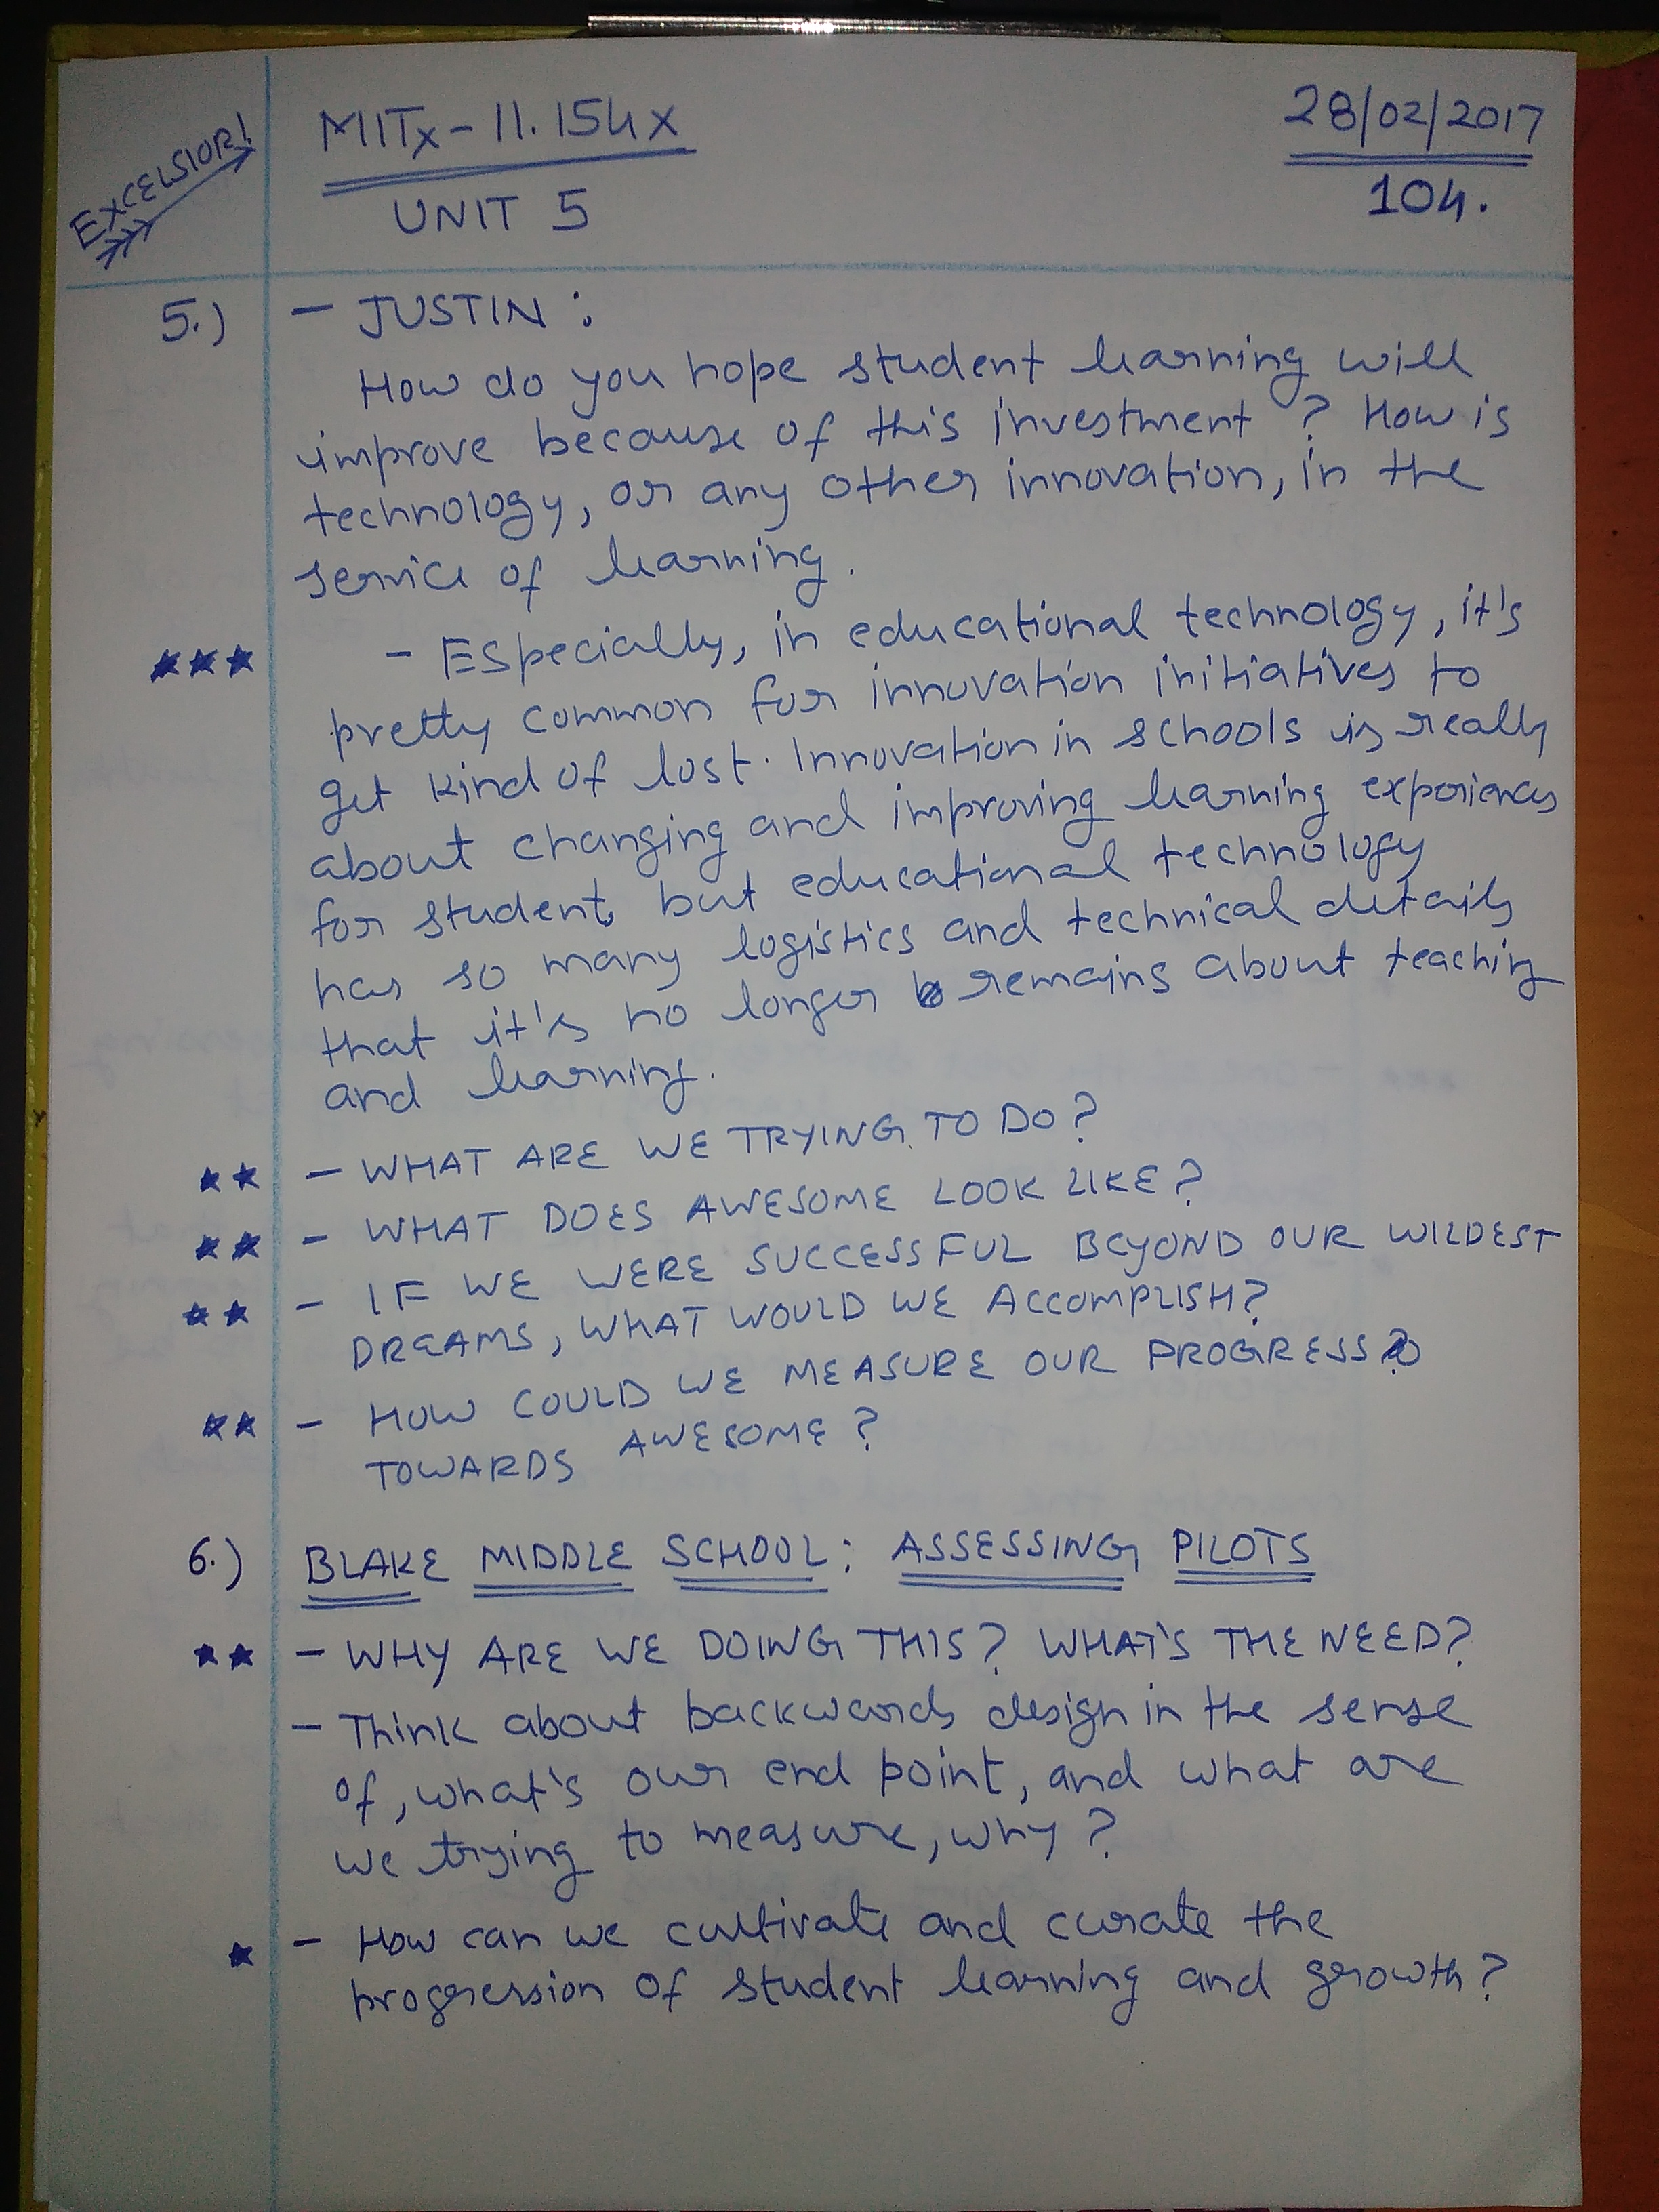 EXCELSIOR!
MITx - 11.154x
28/02/2017
UNIT 5
104.
5.) - JUSTIN :
How do you hope student learning will
improve because of this investment? How is
technology, or any other innovation, in the
service of learning.
*** - Especially, in educational technology, it's
pretty common for innovation initiatives to
get kind of lost. Innovation in schools is really
about changing and improving learning experiences
for students, but educational technology
has so many logistics and technical details
that it's no longer remains about teaching
and learning.
** - WHAT ARE WE TRYING TO DO?
** - WHAT DOES AWESOME LOOK LIKE?
** - IF WE WERE SUCCESSFUL BEYOND OUR WILDEST
DREAMS, WHAT WOULD WE ACCOMPLISH?
** - HOW COULD WE MEASURE OUR PROGRESS
TOWARDS AWESOME?
6.) BLAKE MIDDLE SCHOOL: ASSESSING PILOTS
** - WHY ARE WE DOING THIS? WHAT'S THE NEED?
- Think about backwards design in the sense
of, what's our end point, and what are
we trying to measure, why?
* - How can we cultivate and curate the
progression of student learning and growth?